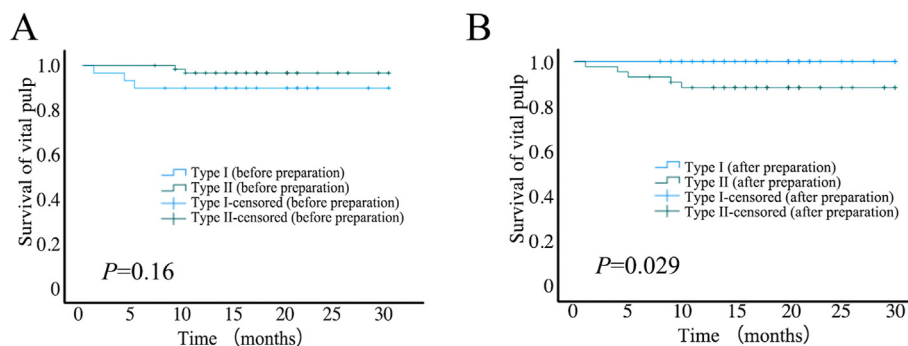 A
Survival of vital pulp
1.0
0.8
0.6
0.4
0.2
0
Type I (before preparation)
Type II (before preparation)
Type I-censored (before preparation)
Type II-censored (before preparation)
P=0.16
0 5 10 15 20 25 30
Time (months)
B
Survival of vital pulp
1.0
0.8
0.6
0.4
0.2
0
Type I (after preparation)
Type II (after preparation)
Type I-censored (after preparation)
Type II-censored (after preparation)
P=0.029
0 5 10 15 20 25 30
Time (months)